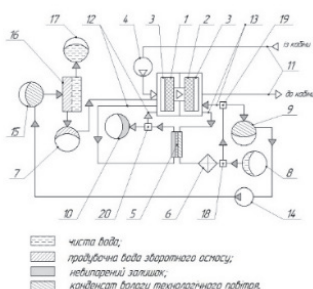 16 17 12 4 3 1 2 3 13 19
із кабіни
11
до кабіни
9
15
8
7 10 20 5 6 18 14
чиста вода;
продувочна вода зворотного осмосу;
невипарений залишок;
конденсат вологи технологічного повітря.